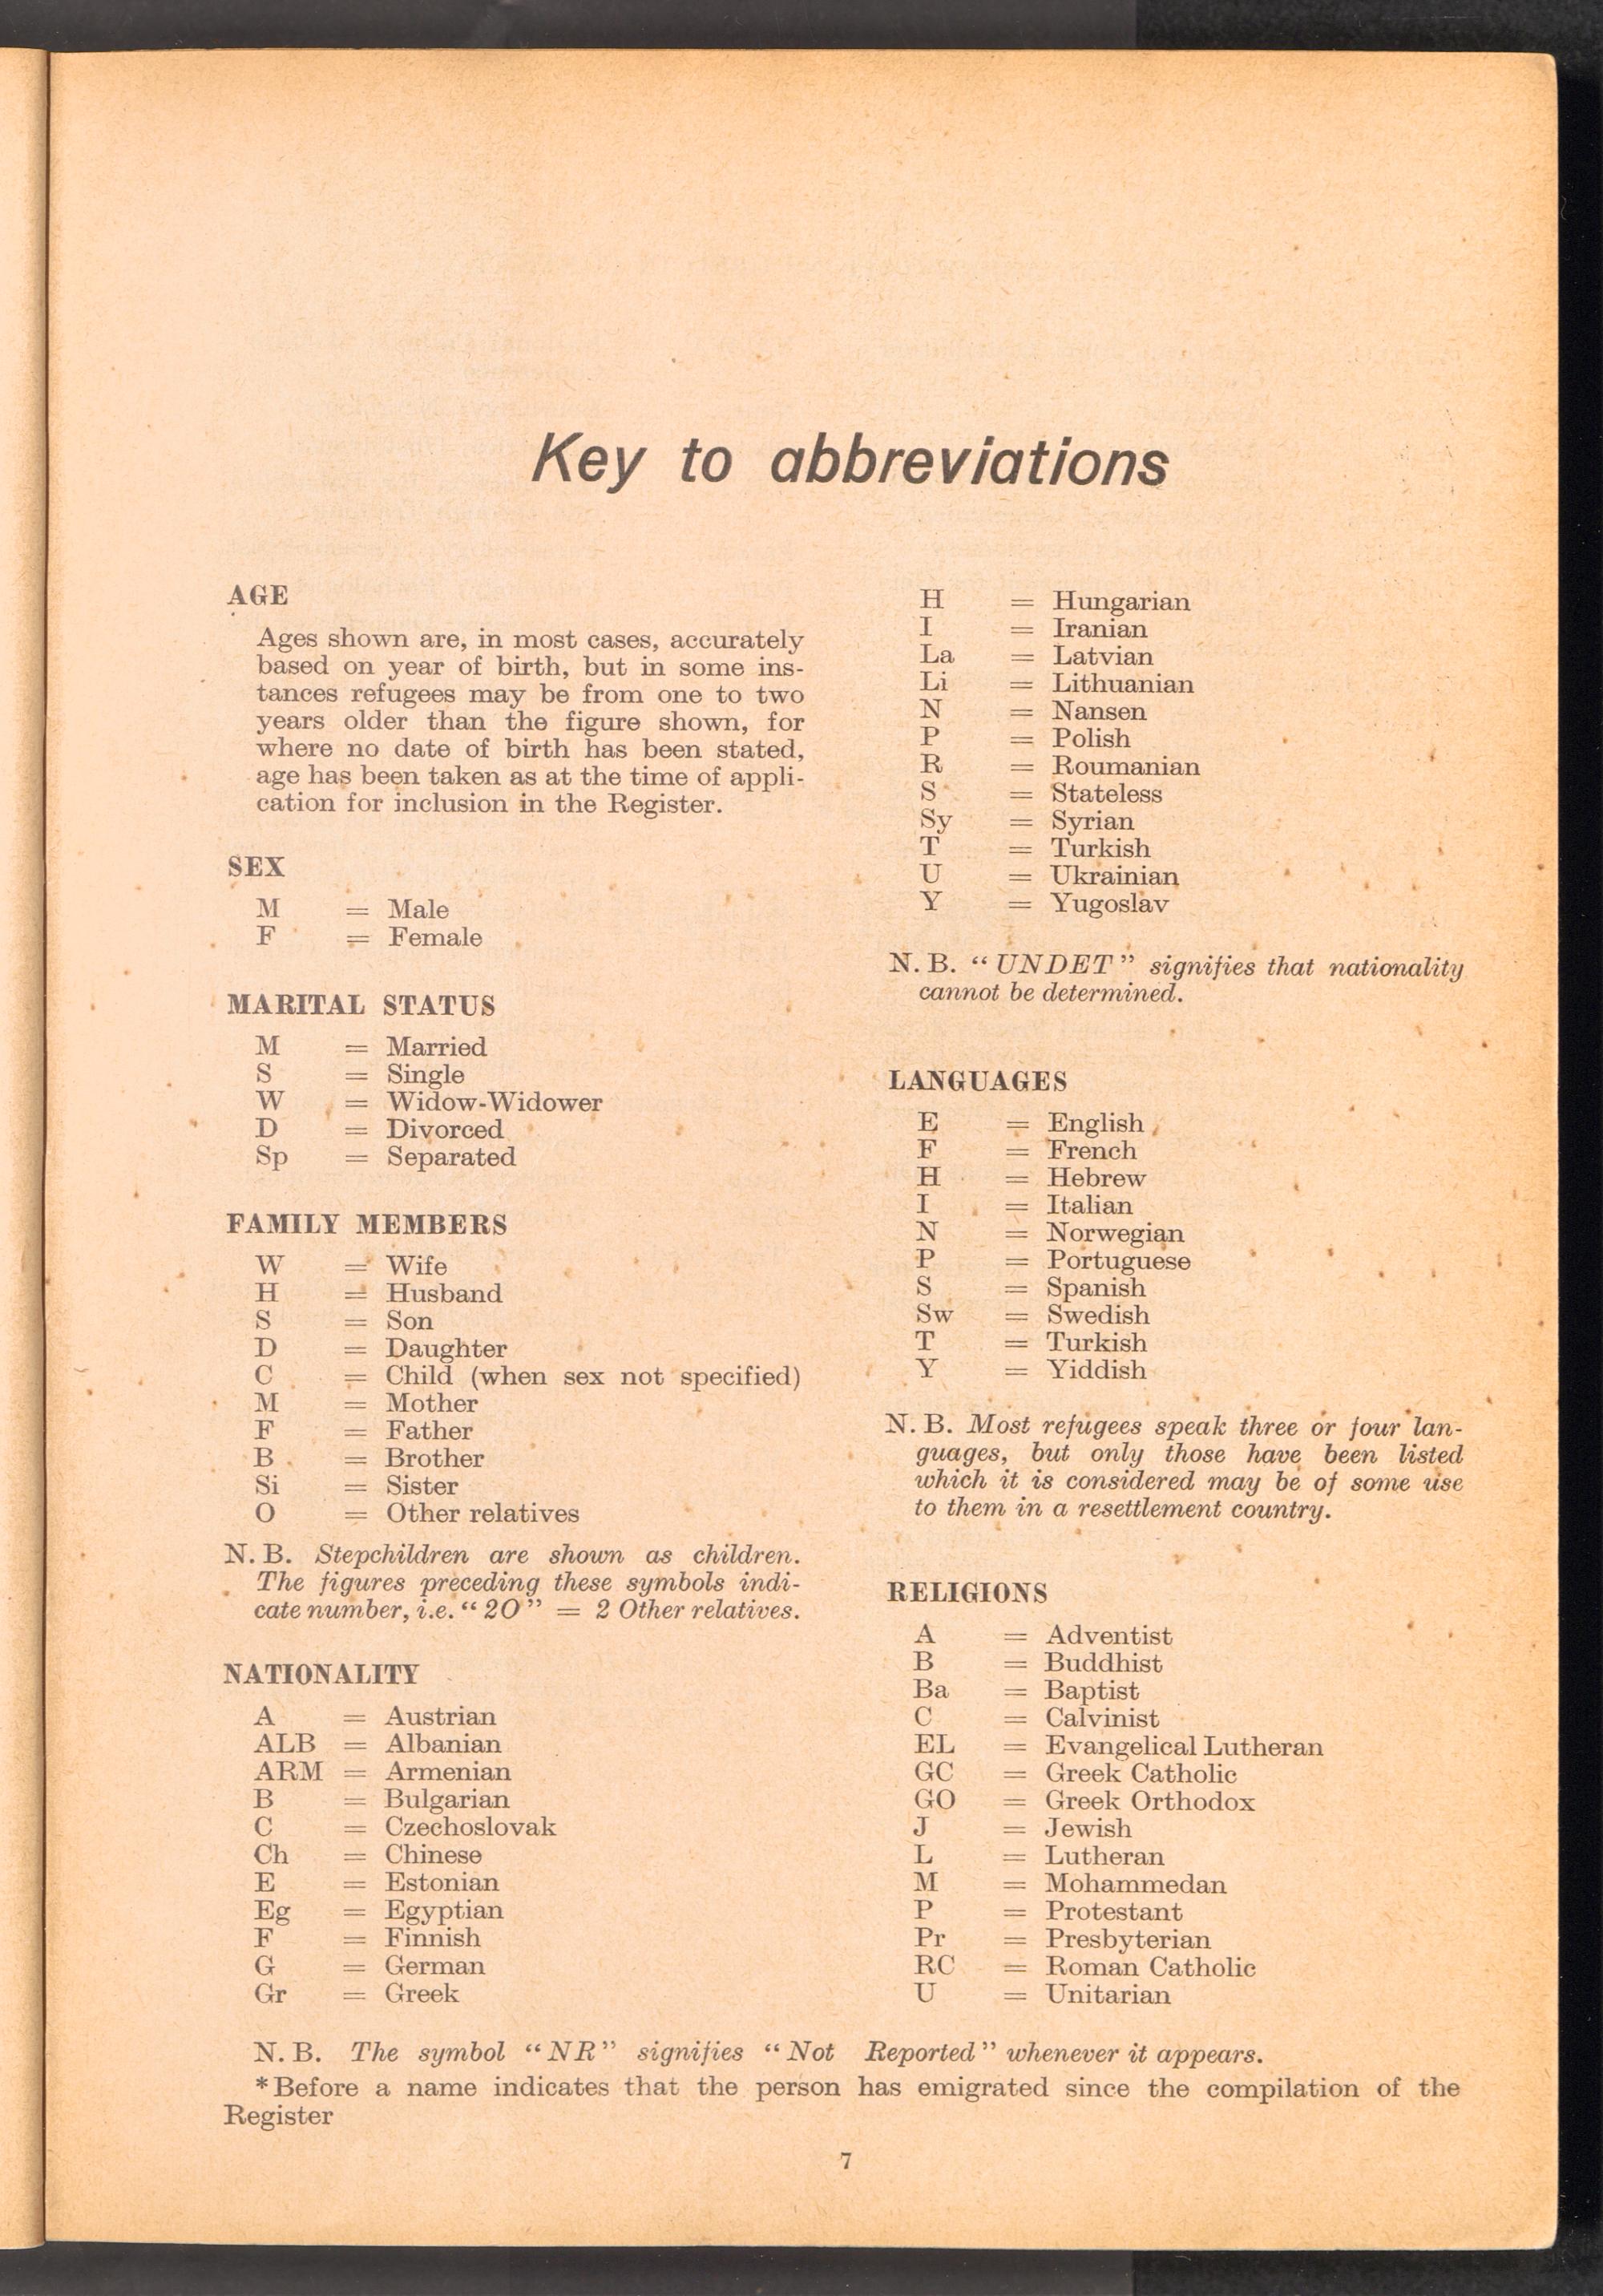 Key to abbreviations
AGE
Ages shown are, in most cases, accurately
based on year of birth, but in some ins-
tances refugees may be from one to two
years older than the figure shown, for
where no date of birth has been stated,
age has been taken as at the time of appli-
cation for inclusion in the Register.
SEX
M = Male
F = Female
MARITAL STATUS
M = Married
S = Single
W = Widow-Widower
D = Divorced
Sp = Separated
FAMILY MEMBERS
W = Wife
H = Husband
S = Son
D = Daughter
C = Child (when sex not specified)
M = Mother
F = Father
B = Brother
Si = Sister
O = Other relatives
N. B. Stepchildren are shown as children.
The figures preceding these symbols indi-
cate number, i.e. “ 2O ” = 2 Other relatives.
NATIONALITY
A = Austrian
ALB = Albanian
ARM = Armenian
B = Bulgarian
C = Czechoslovak
Ch = Chinese
E = Estonian
Eg = Egyptian
F = Finnish
G = German
Gr = Greek
H = Hungarian
I = Iranian
La = Latvian
Li = Lithuanian
N = Nansen
P = Polish
R = Roumanian
S = Stateless
Sy = Syrian
T = Turkish
U = Ukrainian
Y = Yugoslav
N. B. “ UNDET ” signifies that nationality
cannot be determined.
LANGUAGES
E = English
F = French
H = Hebrew
I = Italian
N = Norwegian
P = Portuguese
S = Spanish
Sw = Swedish
T = Turkish
Y = Yiddish
N. B. Most refugees speak three or four lan-
guages, but only those have been listed
which it is considered may be of some use
to them in a resettlement country.
RELIGIONS
A = Adventist
B = Buddhist
Ba = Baptist
C = Calvinist
EL = Evangelical Lutheran
GC = Greek Catholic
GO = Greek Orthodox
J = Jewish
L = Lutheran
M = Mohammedan
P = Protestant
Pr = Presbyterian
RC = Roman Catholic
U = Unitarian
N. B. The symbol “ NR ” signifies “ Not Reported ” whenever it appears.
* Before a name indicates that the person has emigrated since the compilation of the
Register
7